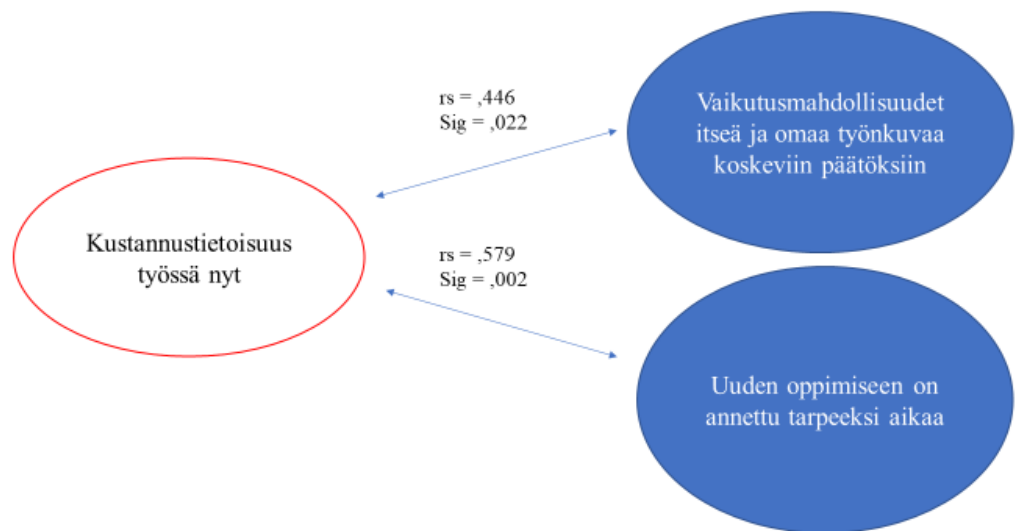 rs = ,446
Sig = ,022
Vaikutusmahdollisuudet
itseä ja omaa työnkuvaa
koskeviin päätöksiin
Kustannustietoisuus
työssä nyt
rs = ,579
Sig = ,002
Uuden oppimiseen on
annettu tarpeeksi aikaa